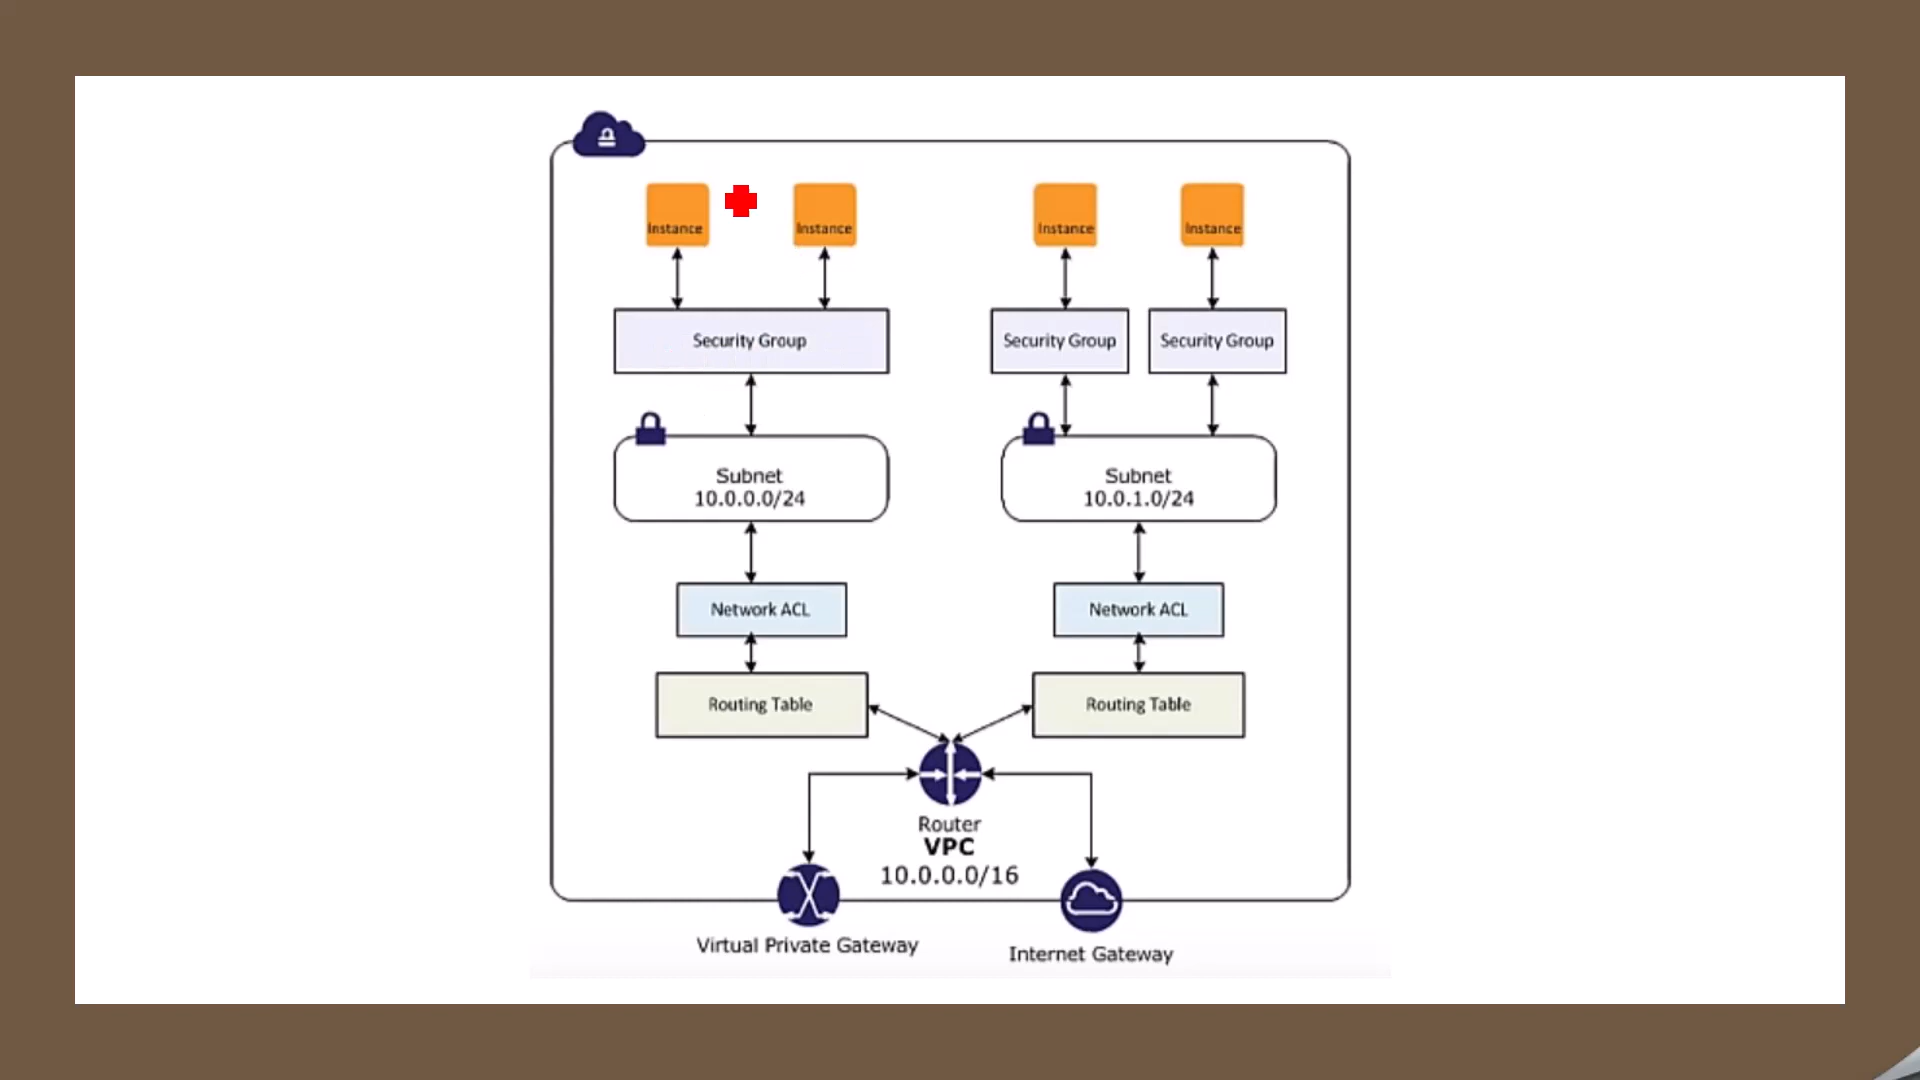 Instance
Instance
Instance
Instance
Security Group
Security Group
Security Group
Subnet
10.0.0.0/24
Subnet
10.0.1.0/24
Network ACL
Network ACL
Routing Table
Routing Table
Router
VPC
10.0.0.0/16
Virtual Private Gateway
Internet Gateway